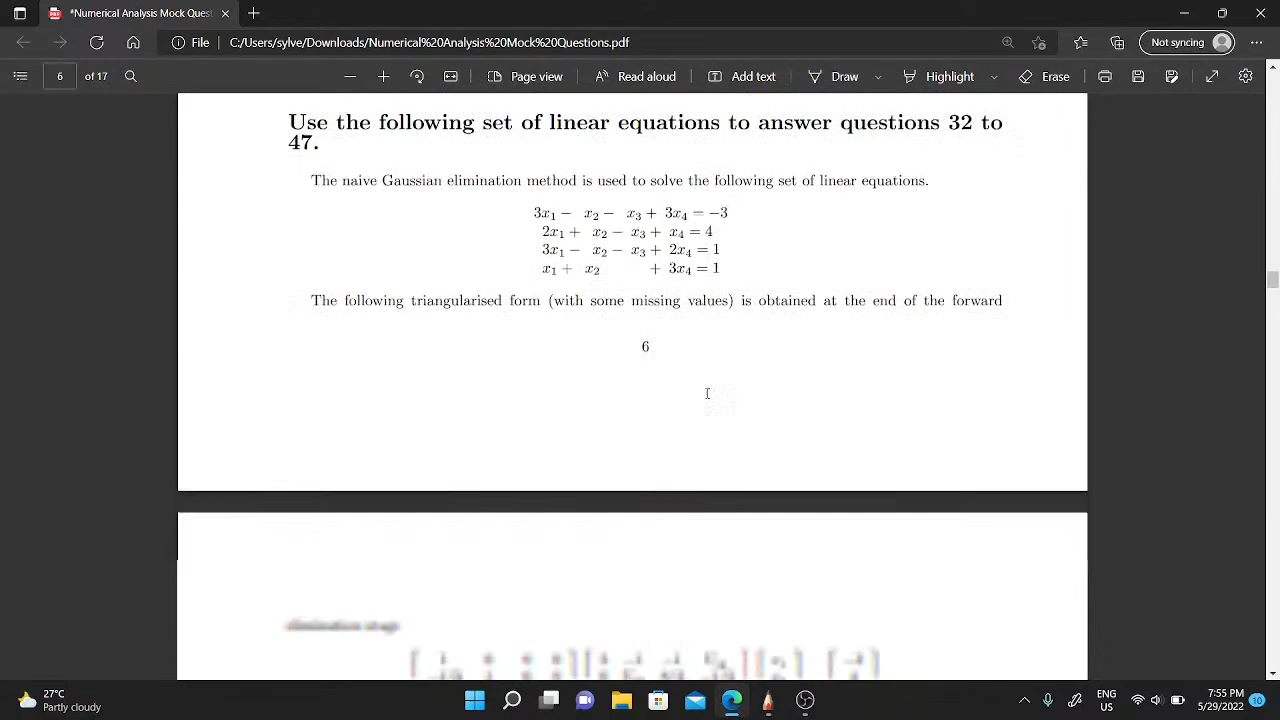 *Numerical Analysis Mock Quest
File C:/Users/sylve/Downloads/Numerical%20Analysis%20Mock%20Questions.pdf Not syncing
6 of 17 Page view Read aloud Add text Draw Highlight Erase
Use the following set of linear equations to answer questions 32 to
47.
The naive Gaussian elimination method is used to solve the following set of linear equations.
3x₁ − x₂ − x₃ + 3x₄ = −3
2x₁ + x₂ − x₃ + x₄ = 4
3x₁ − x₂ − x₃ + 2x₄ = 1
x₁ + x₂ + 3x₄ = 1
The following triangularised form (with some missing values) is obtained at the end of the forward
6
elimination stage
27°C
Partly cloudy
ENG
US
7:55 PM
5/29/2022
10